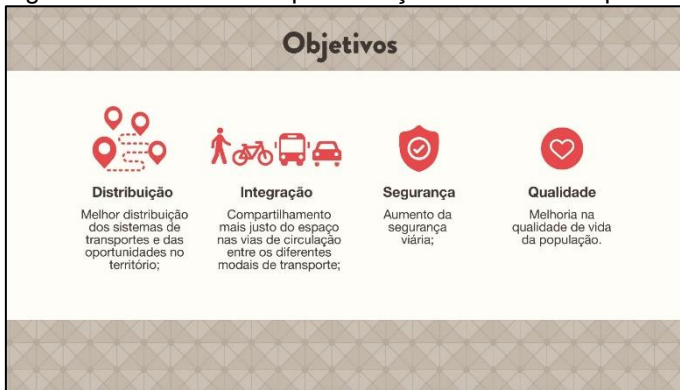 Objetivos
Distribuição
Melhor distribuição
dos sistemas de
transportes e das
oportunidades no
território;
Integração
Compartilhamento
mais justo do espaço
nas vias de circulação
entre os diferentes
modais de transporte;
Segurança
Aumento da
segurança
viária;
Qualidade
Melhoria na
qualidade de vida
da população.